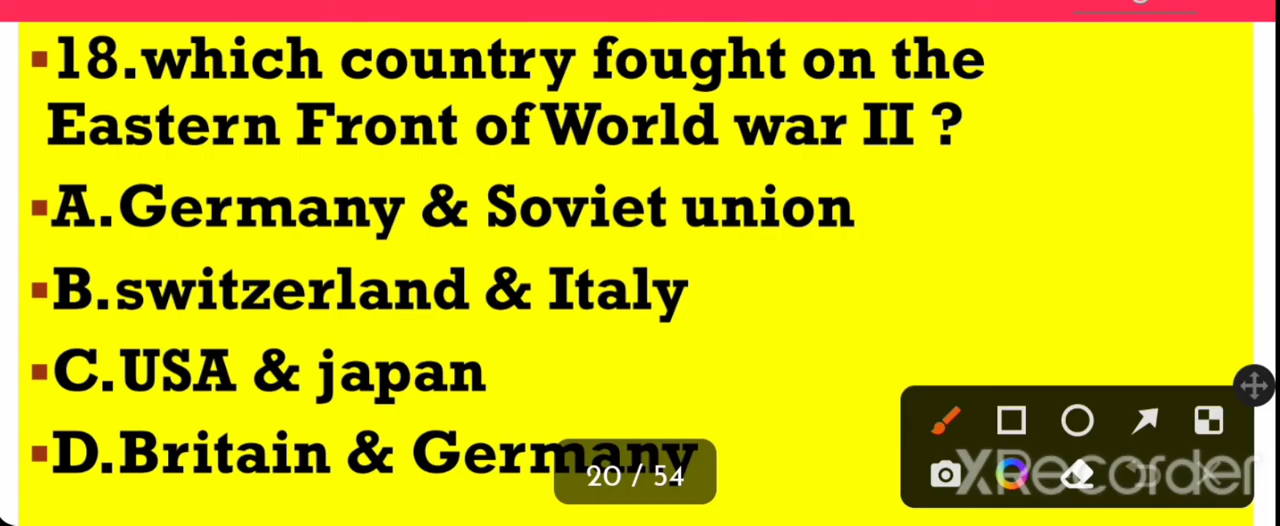 18.which country fought on the
Eastern Front of World war II ?
A.Germany & Soviet union
B.switzerland & Italy
C.USA & japan
D.Britain & Germany
20 / 54
XRecorder